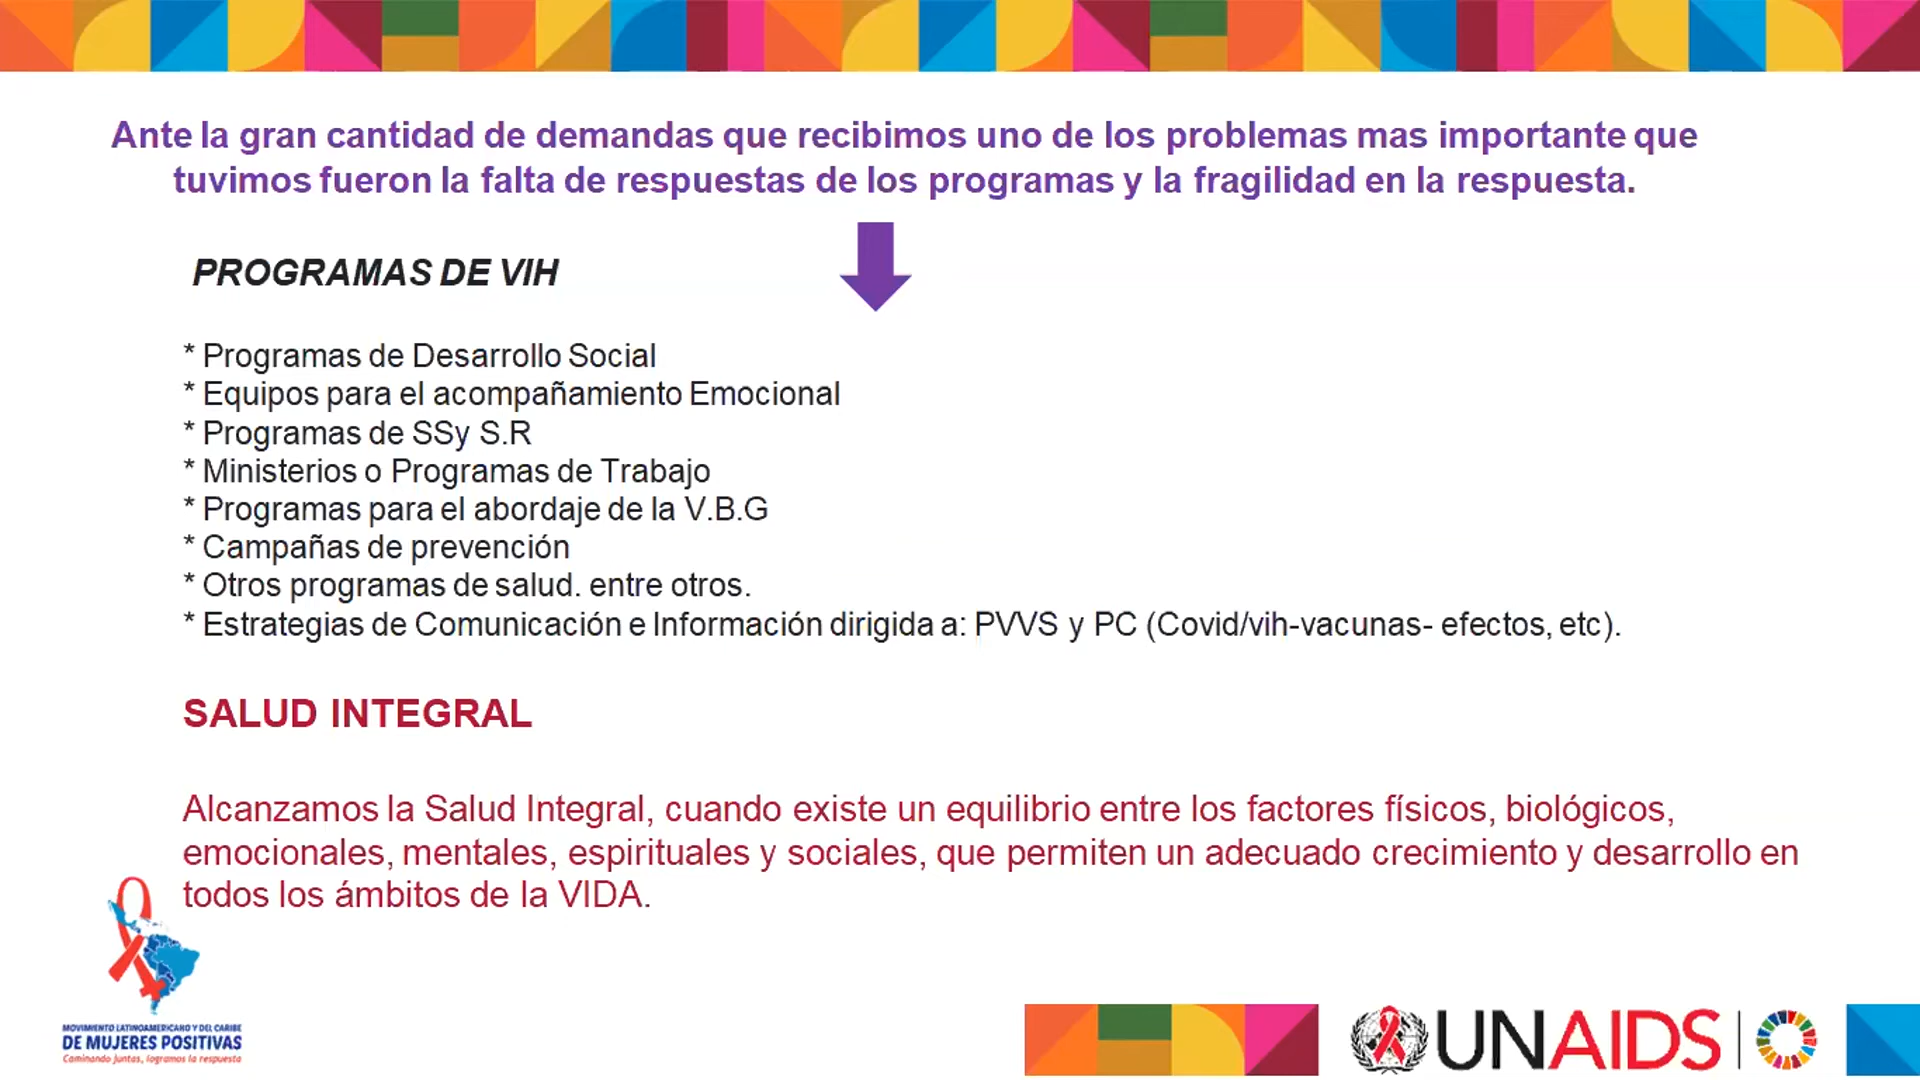 Ante la gran cantidad de demandas que recibimos uno de los problemas mas importante que
tuvimos fueron la falta de respuestas de los programas y la fragilidad en la respuesta.
PROGRAMAS DE VIH
* Programas de Desarrollo Social
* Equipos para el acompañamiento Emocional
* Programas de SSy S.R
* Ministerios o Programas de Trabajo
* Programas para el abordaje de la V.B.G
* Campañas de prevención
* Otros programas de salud. entre otros.
* Estrategias de Comunicación e Información dirigida a: PVVS y PC (Covid/vih-vacunas- efectos, etc).
SALUD INTEGRAL
Alcanzamos la Salud Integral, cuando existe un equilibrio entre los factores físicos, biológicos,
emocionales, mentales, espirituales y sociales, que permiten un adecuado crecimiento y desarrollo en
todos los ámbitos de la VIDA.
MOVIMIENTO LATINOAMERICANO Y DEL CARIBE
DE MUJERES POSITIVAS
Caminando juntas, logramos la respuesta
UNAIDS